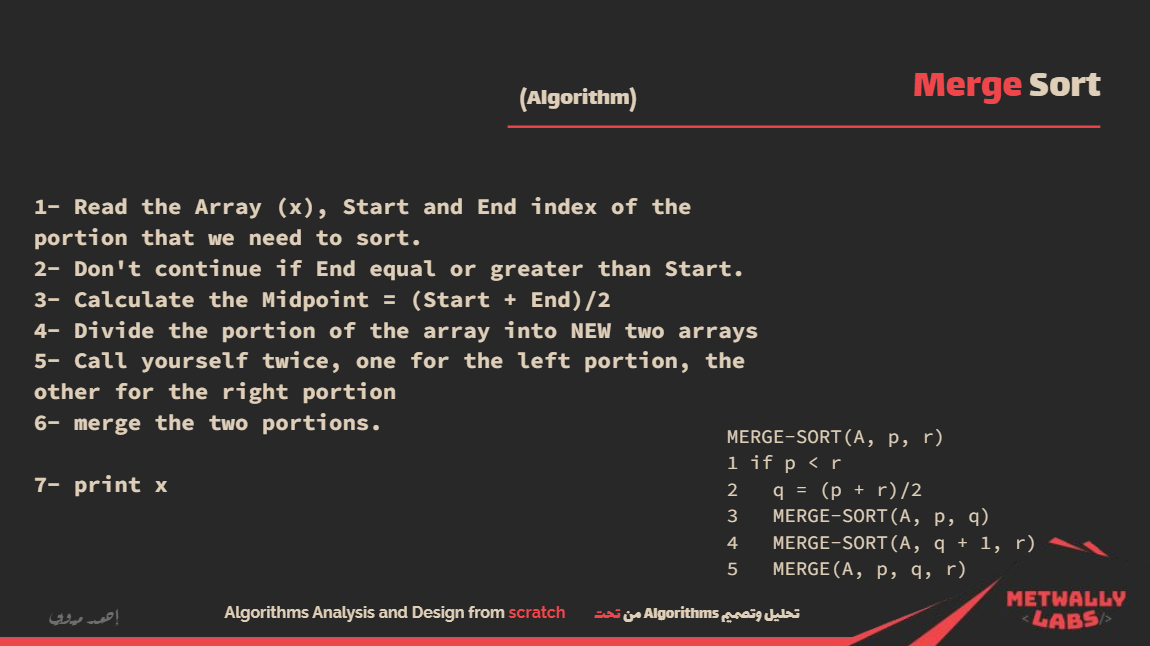 Merge Sort
(Algorithm)
1- Read the Array (x), Start and End index of the
portion that we need to sort.
2- Don't continue if End equal or greater than Start.
3- Calculate the Midpoint = (Start + End)/2
4- Divide the portion of the array into NEW two arrays
5- Call yourself twice, one for the left portion, the
other for the right portion
6- merge the two portions.
7- print x
MERGE-SORT(A, p, r)
1 if p < r
2 q = (p + r)/2
3 MERGE-SORT(A, p, q)
4 MERGE-SORT(A, q + 1, r)
5 MERGE(A, p, q, r)
Algorithms Analysis and Design from scratch
تحليل وتصميم Algorithms من تحت
METWALLY
<LABS/>